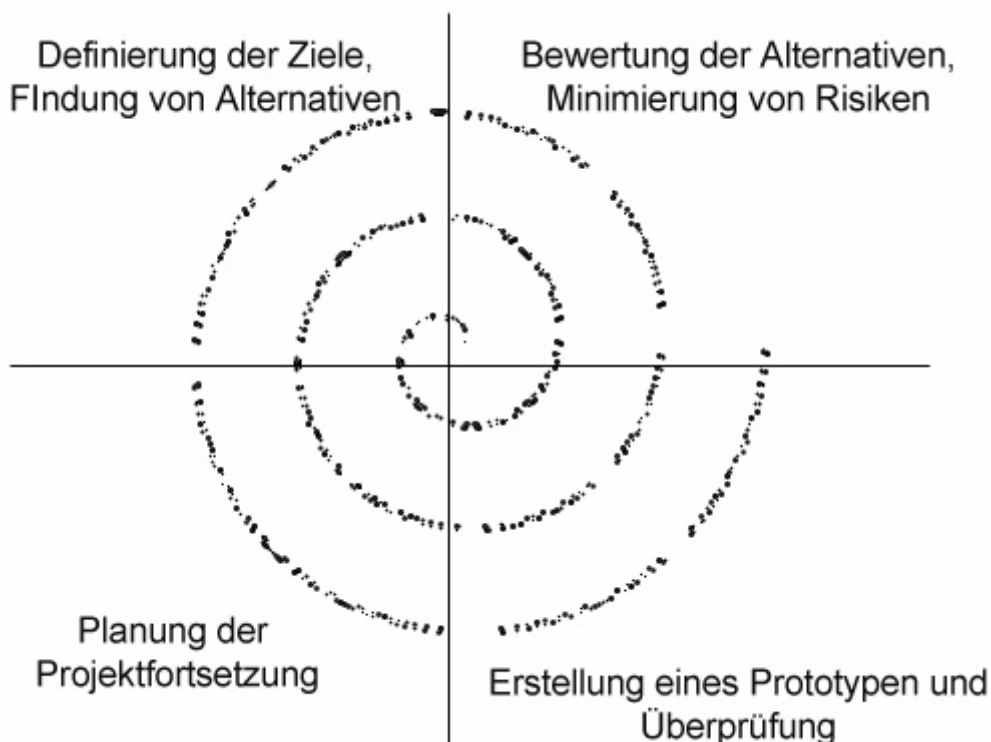 Definierung der Ziele,
FIndung von Alternativen
Bewertung der Alternativen,
Minimierung von Risiken
Planung der
Projektfortsetzung
Erstellung eines Prototypen und
Überprüfung